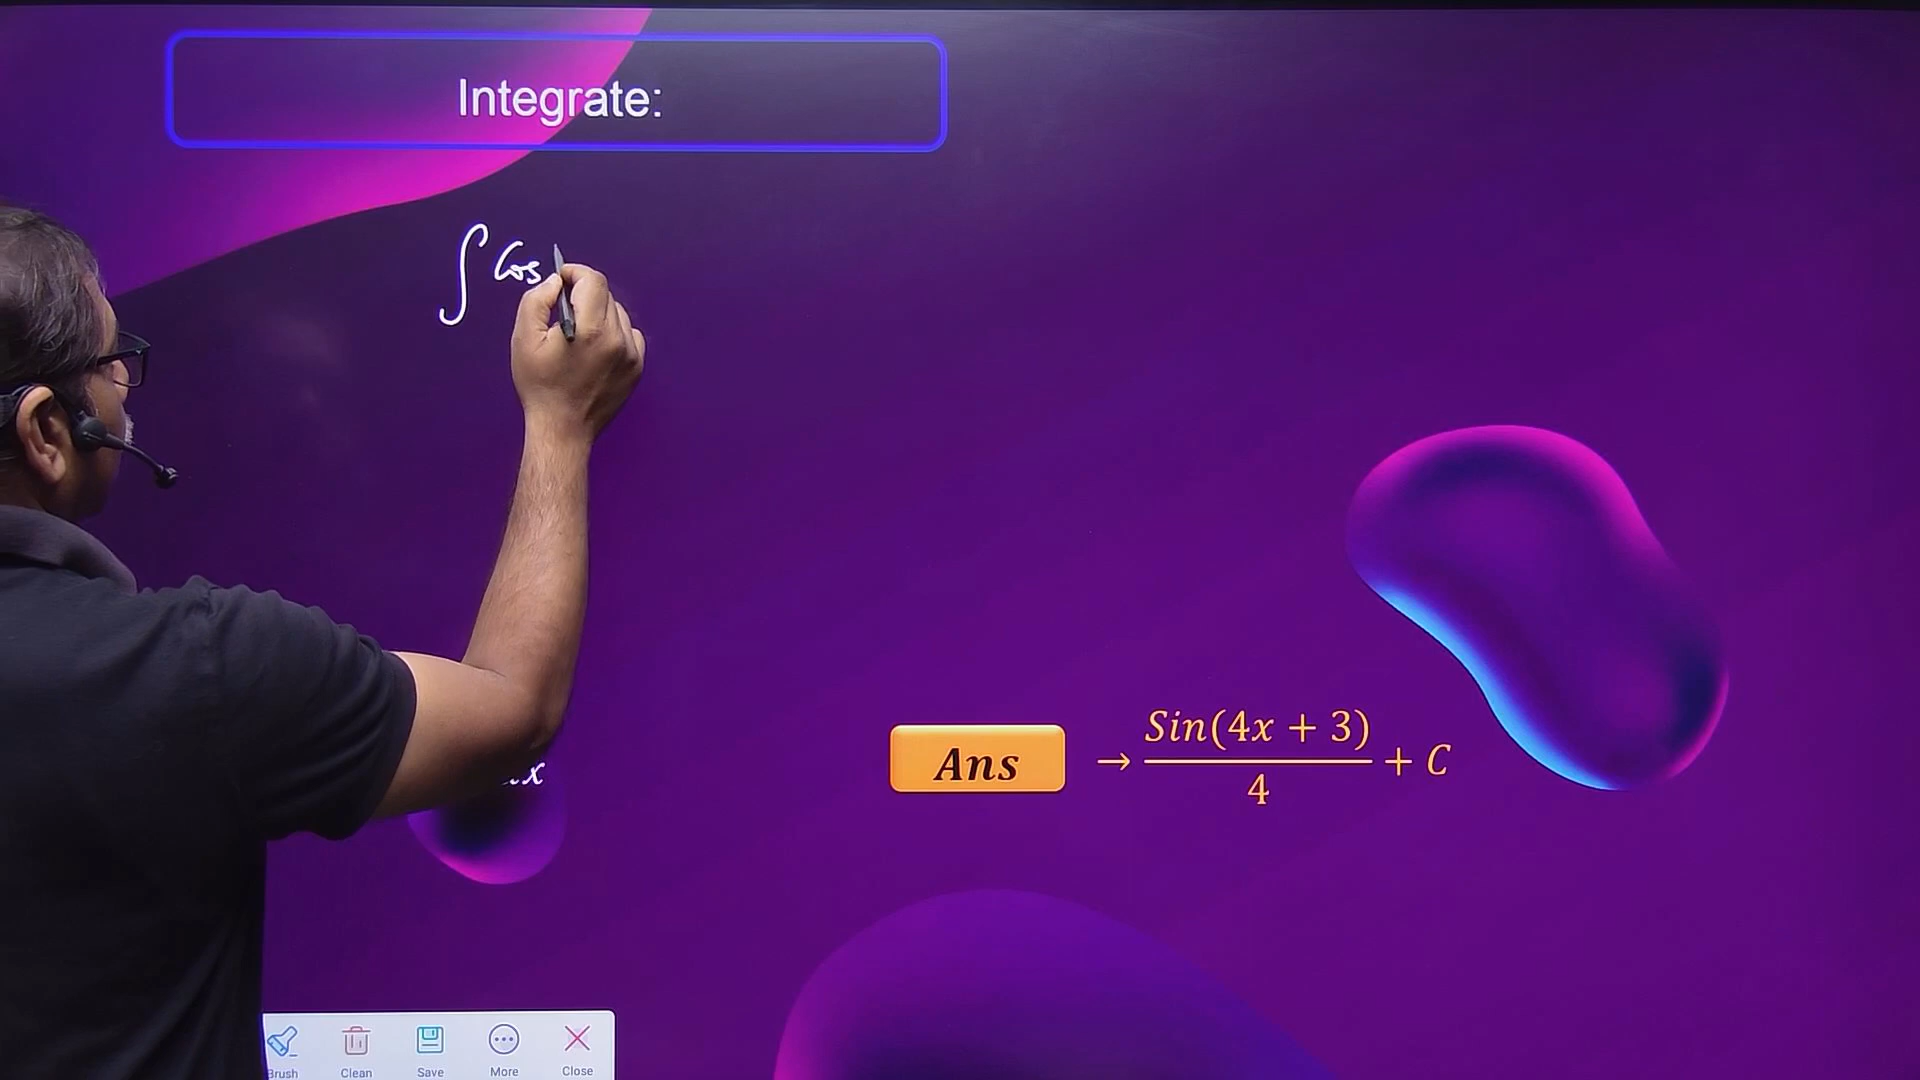 Integrate:
∫ Cos
x
Ans → Sin(4x + 3)/4 + C
Brush Clean Save More Close